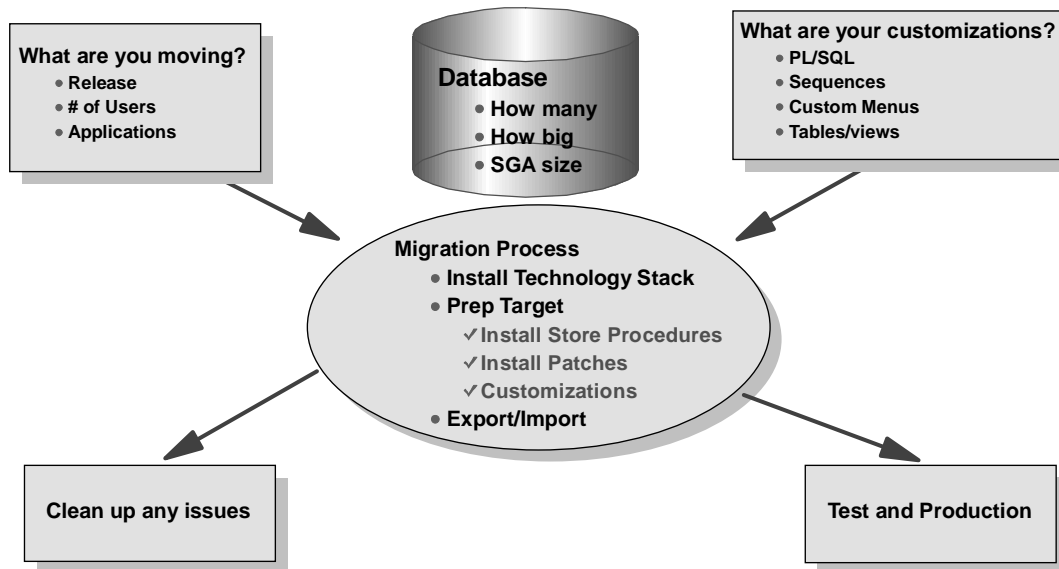 What are you moving?
• Release
• # of Users
• Applications
Database
• How many
• How big
• SGA size
What are your customizations?
• PL/SQL
• Sequences
• Custom Menus
• Tables/views
Migration Process
• Install Technology Stack
• Prep Target
✓Install Store Procedures
✓Install Patches
✓Customizations
• Export/Import
Clean up any issues
Test and Production